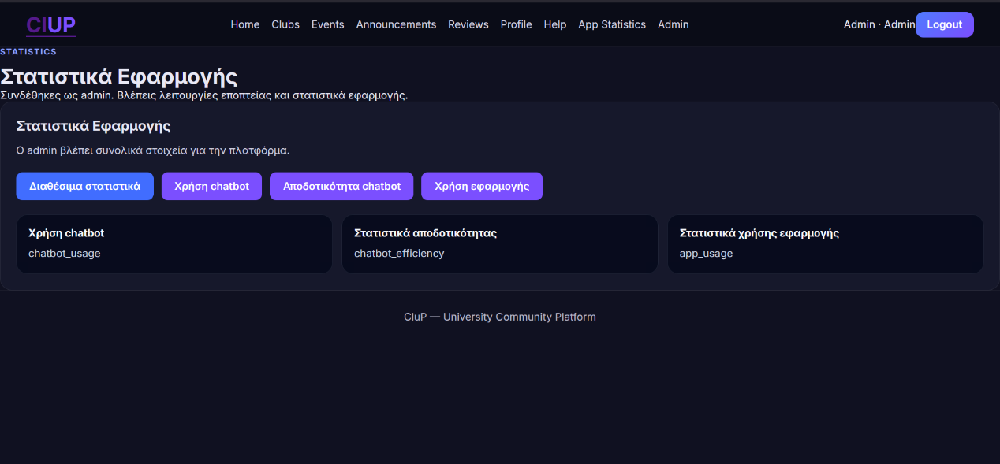 CIUP
Home Clubs Events Announcements Reviews Profile Help App Statistics Admin
Admin · Admin
Logout
STATISTICS
Στατιστικά Εφαρμογής
Συνδέθηκες ως admin. Βλέπεις λειτουργίες εποπτείας και στατιστικά εφαρμογής.
Στατιστικά Εφαρμογής
Ο admin βλέπει συνολικά στοιχεία για την πλατφόρμα.
Διαθέσιμα στατιστικά
Χρήση chatbot
Αποδοτικότητα chatbot
Χρήση εφαρμογής
Χρήση chatbot
chatbot_usage
Στατιστικά αποδοτικότητας
chatbot_efficiency
Στατιστικά χρήσης εφαρμογής
app_usage
CluP — University Community Platform